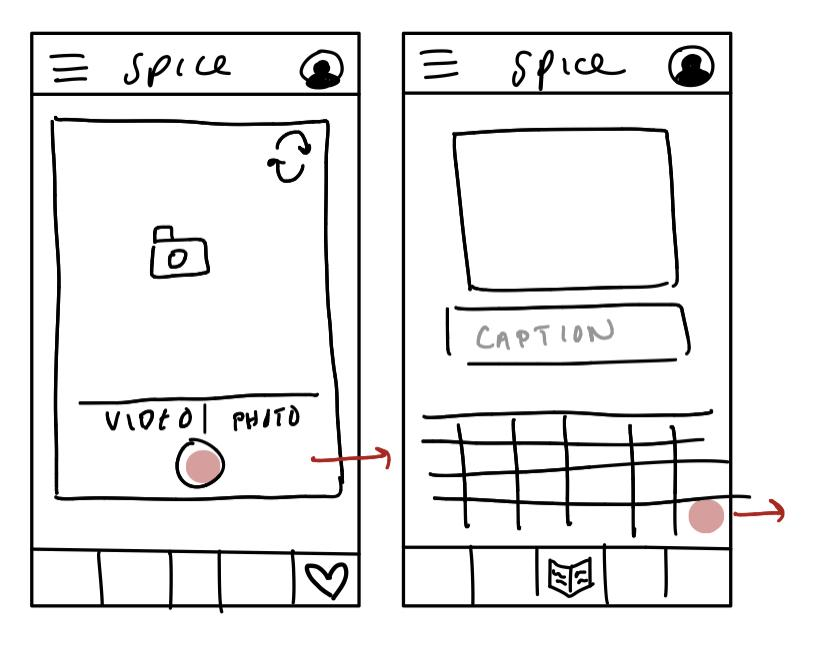 Spice
VIDEO | PHOTO
Spice
CAPTION